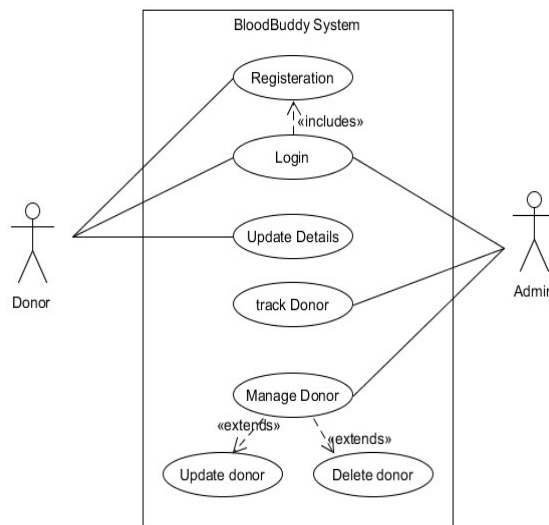 BloodBuddy System
Registeration
«includes»
Login
Update Details
Donor
track Donor
Admin
Manage Donor
«extends»
«extends»
Update donor
Delete donor